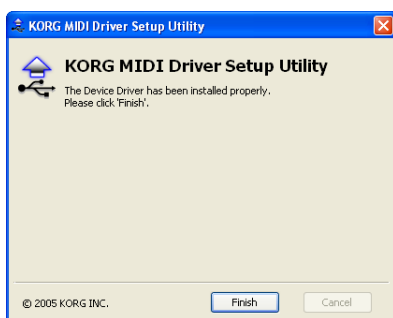 KORG MIDI Driver Setup Utility
KORG MIDI Driver Setup Utility
The Device Driver has been installed properly.
Please click 'Finish'.
© 2005 KORG INC.
Finish
Cancel